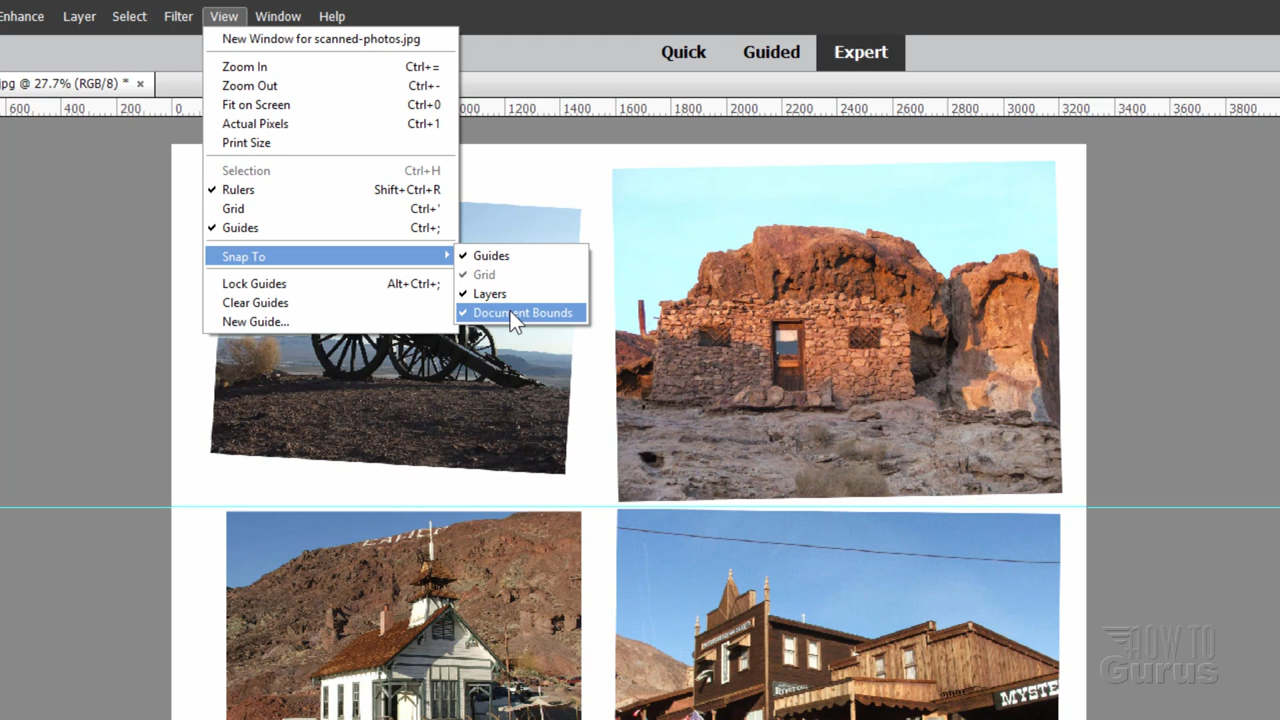 Enhance Layer Select Filter View Window Help
New Window for scanned-photos.jpg
Quick Guided Expert
jpg @ 27.7% (RGB/8) * ×
600 400 200 0 000 1200 1400 1600 1800 2000 2200 2400 2600 2800 3000 3200 3400 3600 3800
Zoom In Ctrl+=
Zoom Out Ctrl+-
Fit on Screen Ctrl+0
Actual Pixels Ctrl+1
Print Size
Selection Ctrl+H
Rulers Shift+Ctrl+R
Grid Ctrl+'
Guides Ctrl+;
Snap To
Guides
Grid
Layers
Document Bounds
Lock Guides Alt+Ctrl+;
Clear Guides
New Guide...
MYSTE
HOW TO
Gurus